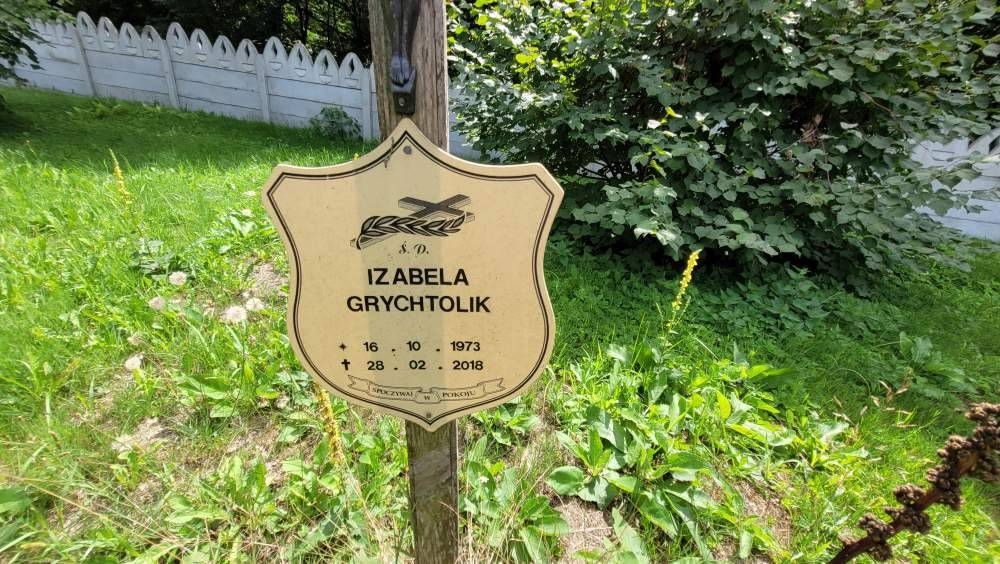 Ś. D.
IZABELA
GRYCHTOLIK
✶ 16 . 10 . 1973
✝ 28 . 02 . 2018
SPOCZYWAJ W POKOJU